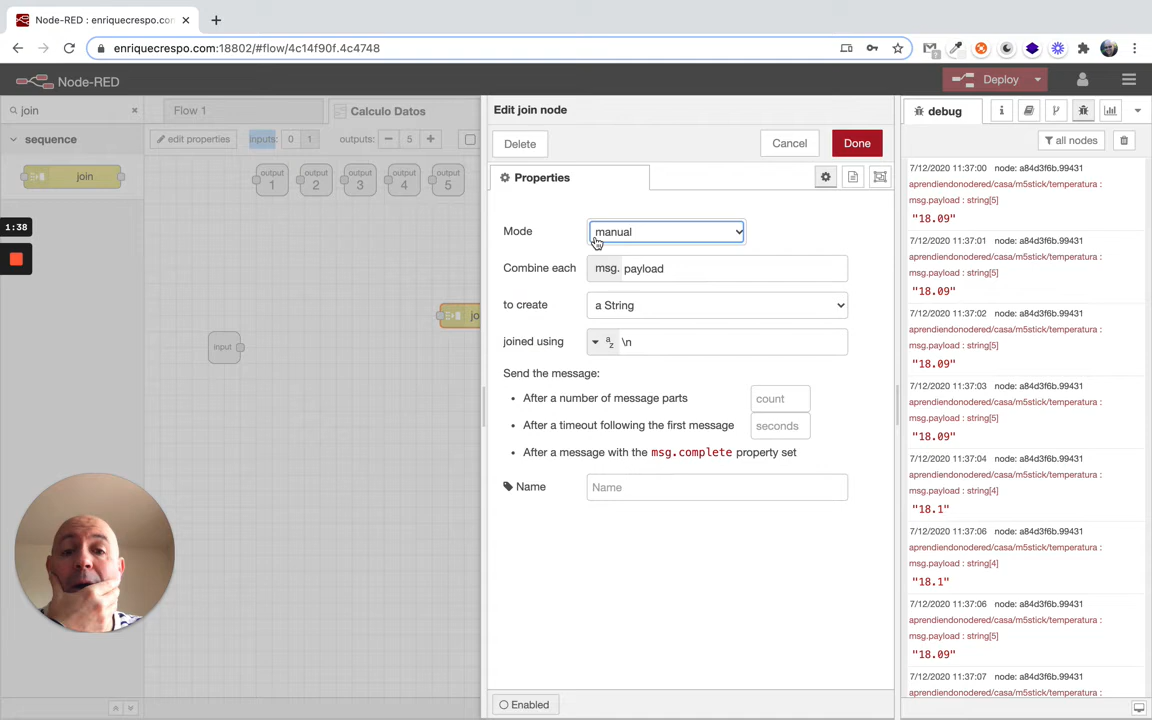 Node-RED : enriquecrespo.con
enriquecrespo.com:18802/#flow/4c14f90f.4c4748
Node-RED
Deploy
join
Flow 1
Calculo Datos
Edit join node
debug
i
sequence
edit properties
inputs:
0
1
outputs:
5
Delete
Cancel
Done
all nodes
join
output
1
output
2
output
3
output
4
output
5
Properties
1:38
input
jo
Mode
manual
Combine each
msg. payload
to create
a String
joined using
az
\n
Send the message:
• After a number of message parts
count
• After a timeout following the first message
seconds
• After a message with the msg.complete property set
Name
Name
Enabled
7/12/2020 11:37:00 node: a84d3f6b.99431
aprendiendonodered/casa/m5stick/temperatura :
msg.payload : string[5]
"18.09"
7/12/2020 11:37:01 node: a84d3f6b.99431
aprendiendonodered/casa/m5stick/temperatura :
msg.payload : string[5]
"18.09"
7/12/2020 11:37:02 node: a84d3f6b.99431
aprendiendonodered/casa/m5stick/temperatura :
msg.payload : string[5]
"18.09"
7/12/2020 11:37:03 node: a84d3f6b.99431
aprendiendonodered/casa/m5stick/temperatura :
msg.payload : string[5]
"18.09"
7/12/2020 11:37:04 node: a84d3f6b.99431
aprendiendonodered/casa/m5stick/temperatura :
msg.payload : string[4]
"18.1"
7/12/2020 11:37:06 node: a84d3f6b.99431
aprendiendonodered/casa/m5stick/temperatura :
msg.payload : string[4]
"18.1"
7/12/2020 11:37:06 node: a84d3f6b.99431
aprendiendonodered/casa/m5stick/temperatura :
msg.payload : string[5]
"18.09"
7/12/2020 11:37:07 node: a84d3f6b.99431
aprendiendonodered/casa/m5stick/temperatura :